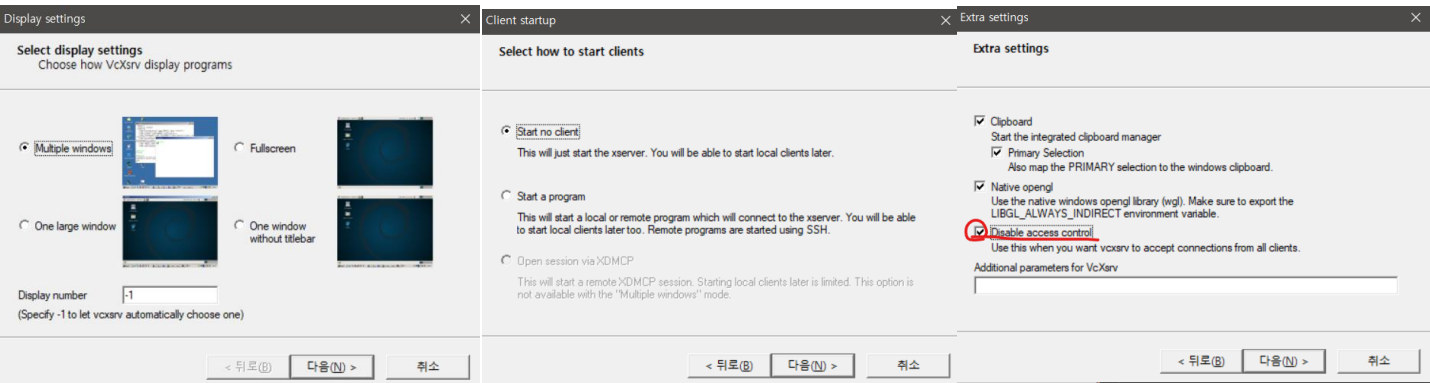 Display settings
Select display settings
Choose how VcXsrv display programs
Multiple windows
Fullscreen
One large window
One window
without titlebar
Display number
-1
(Specify -1 to let vcxsrv automatically choose one)
< 뒤로(B)
다음(N) >
취소
Client startup
Select how to start clients
Start no client
This will just start the xserver. You will be able to start local clients later.
Start a program
This will start a local or remote program which will connect to the xserver. You will be able
to start local clients later too. Remote programs are started using SSH.
Open session via XDMCP
This will start a remote XDMCP session. Starting local clients later is limited. This option is
not available with the "Multiple windows" mode.
< 뒤로(B)
다음(N) >
취소
Extra settings
Extra settings
Clipboard
Start the integrated clipboard manager
Primary Selection
Also map the PRIMARY selection to the windows clipboard.
Native opengl
Use the native windows opengl library (wgl). Make sure to export the
LIBGL_ALWAYS_INDIRECT environment variable.
Disable access control
Use this when you want vcxsrv to accept connections from all clients.
Additional parameters for VcXsrv
< 뒤로(B)
다음(N) >
취소